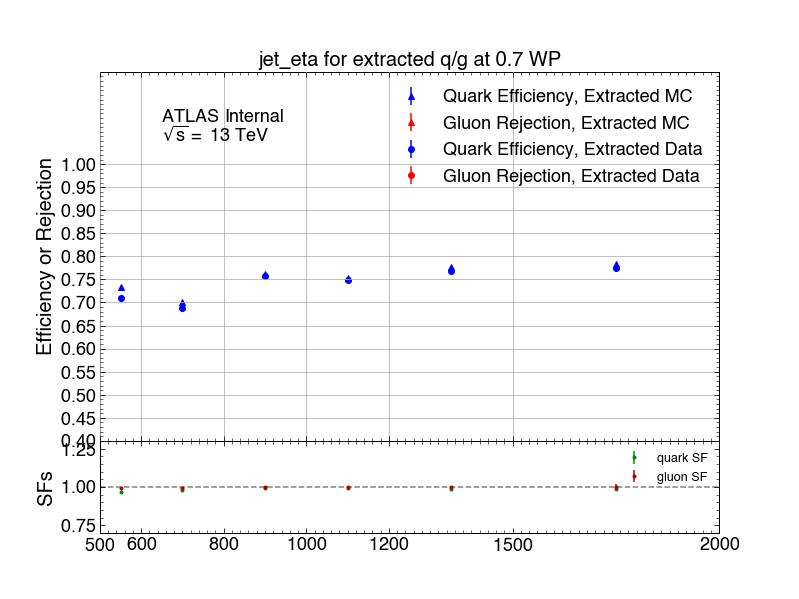 jet_eta for extracted q/g at 0.7 WP
ATLAS Internal
√s = 13 TeV
Quark Efficiency, Extracted MC
Gluon Rejection, Extracted MC
Quark Efficiency, Extracted Data
Gluon Rejection, Extracted Data
Efficiency or Rejection
1.00
0.95
0.90
0.85
0.80
0.75
0.70
0.65
0.60
0.55
0.50
0.45
0.40
SFs
1.25
1.00
0.75
quark SF
gluon SF
500 600 800 1000 1200 1500 2000